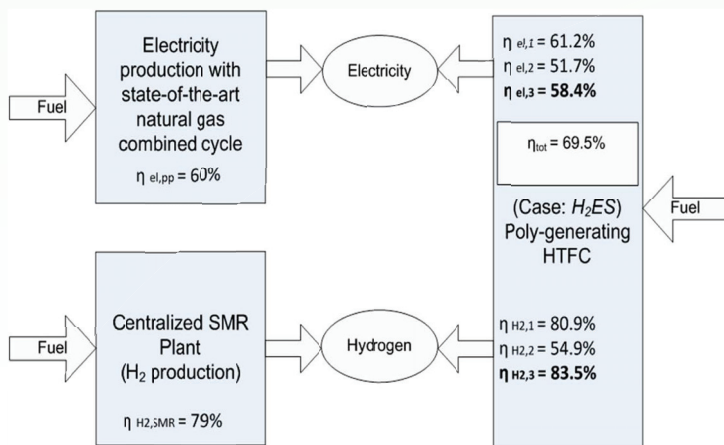 Electricity
production with
state-of-the-art
natural gas
combined cycle
η el,pp = 60%
Fuel
Electricity
η el,1 = 61.2%
η el,2 = 51.7%
η el,3 = 58.4%
ηtot = 69.5%
(Case: H2ES)
Poly-generating
HTFC
Fuel
Centralized SMR
Plant
(H2 production)
η H2,SMR = 79%
Fuel
Hydrogen
η H2,1 = 80.9%
η H2,2 = 54.9%
η H2,3 = 83.5%